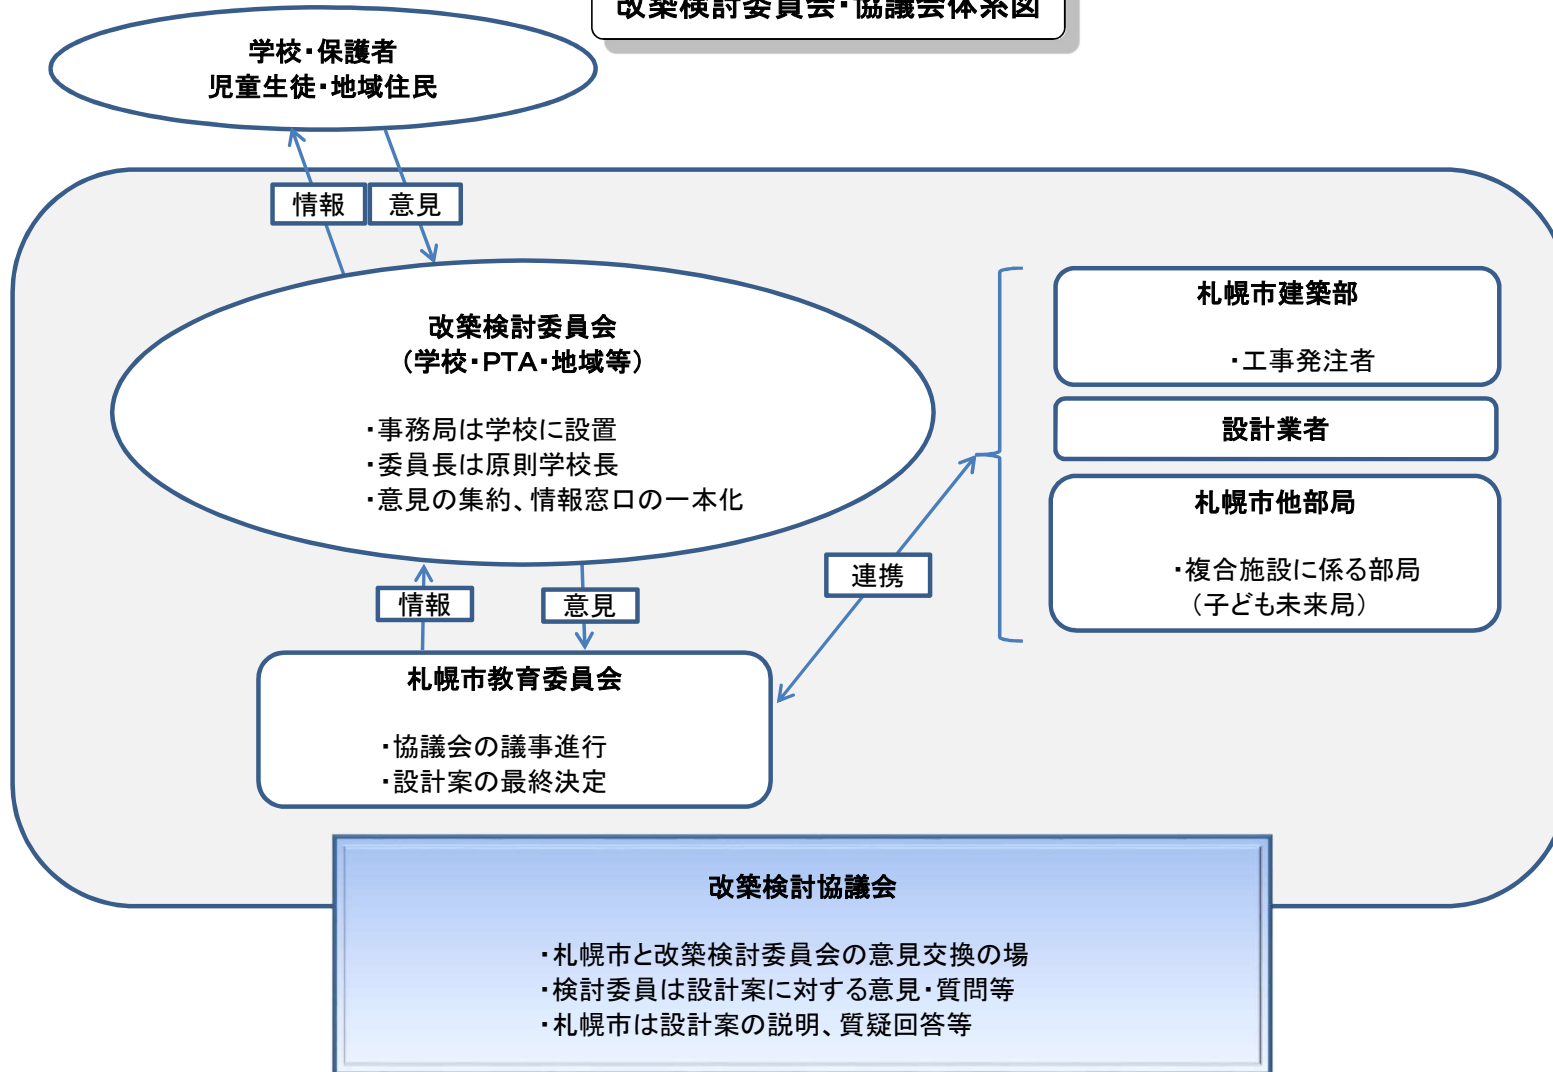 改築検討委員会・協議会体系図
学校・保護者
児童生徒・地域住民
情報
意見
改築検討委員会
（学校・PTA・地域等）
・事務局は学校に設置
・委員長は原則学校長
・意見の集約、情報窓口の一本化
札幌市建築部
・工事発注者
設計業者
札幌市他部局
・複合施設に係る部局
（子ども未来局）
連携
情報
意見
札幌市教育委員会
・協議会の議事進行
・設計案の最終決定
改築検討協議会
・札幌市と改築検討委員会の意見交換の場
・検討委員は設計案に対する意見・質問等
・札幌市は設計案の説明、質疑回答等